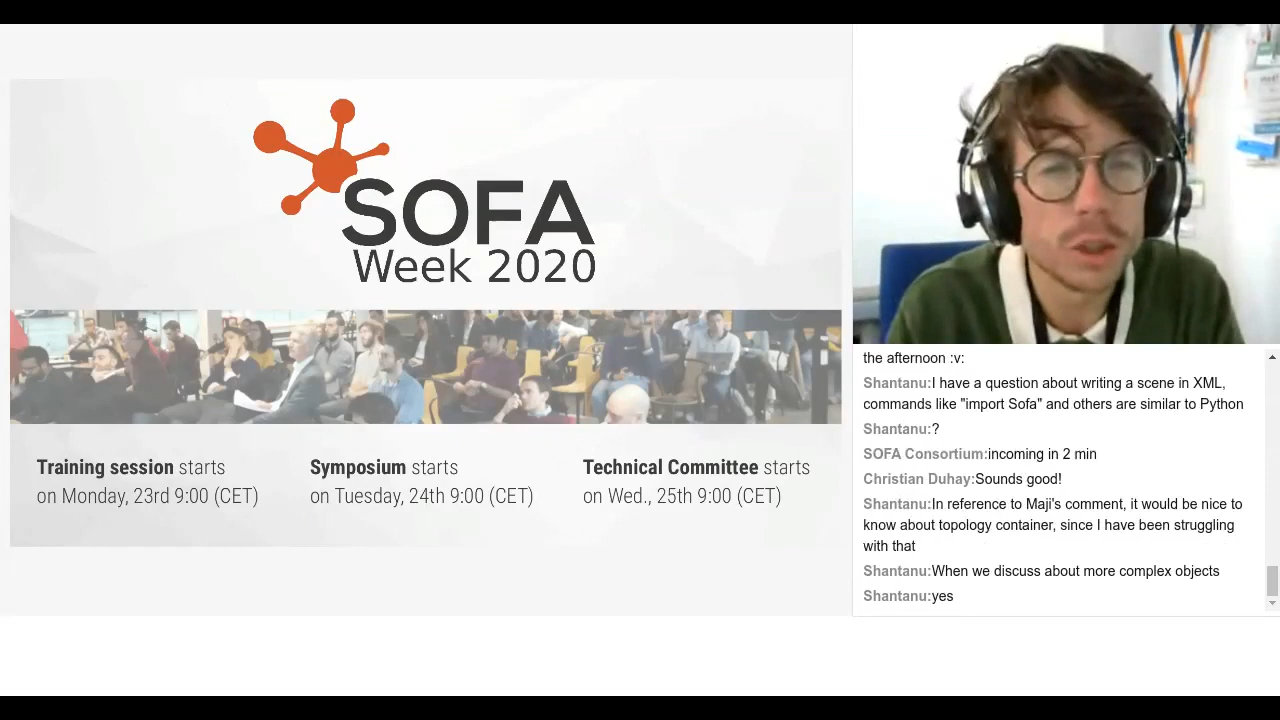 SOFA
Week 2020
Training session starts
on Monday, 23rd 9:00 (CET)
Symposium starts
on Tuesday, 24th 9:00 (CET)
Technical Committee starts
on Wed., 25th 9:00 (CET)
the afternoon :v:
Shantanu:I have a question about writing a scene in XML,
commands like "import Sofa" and others are similar to Python
Shantanu:?
SOFA Consortium:incoming in 2 min
Christian Duhay:Sounds good!
Shantanu:In reference to Maji's comment, it would be nice to
know about topology container, since I have been struggling
with that
Shantanu:When we discuss about more complex objects
Shantanu:yes